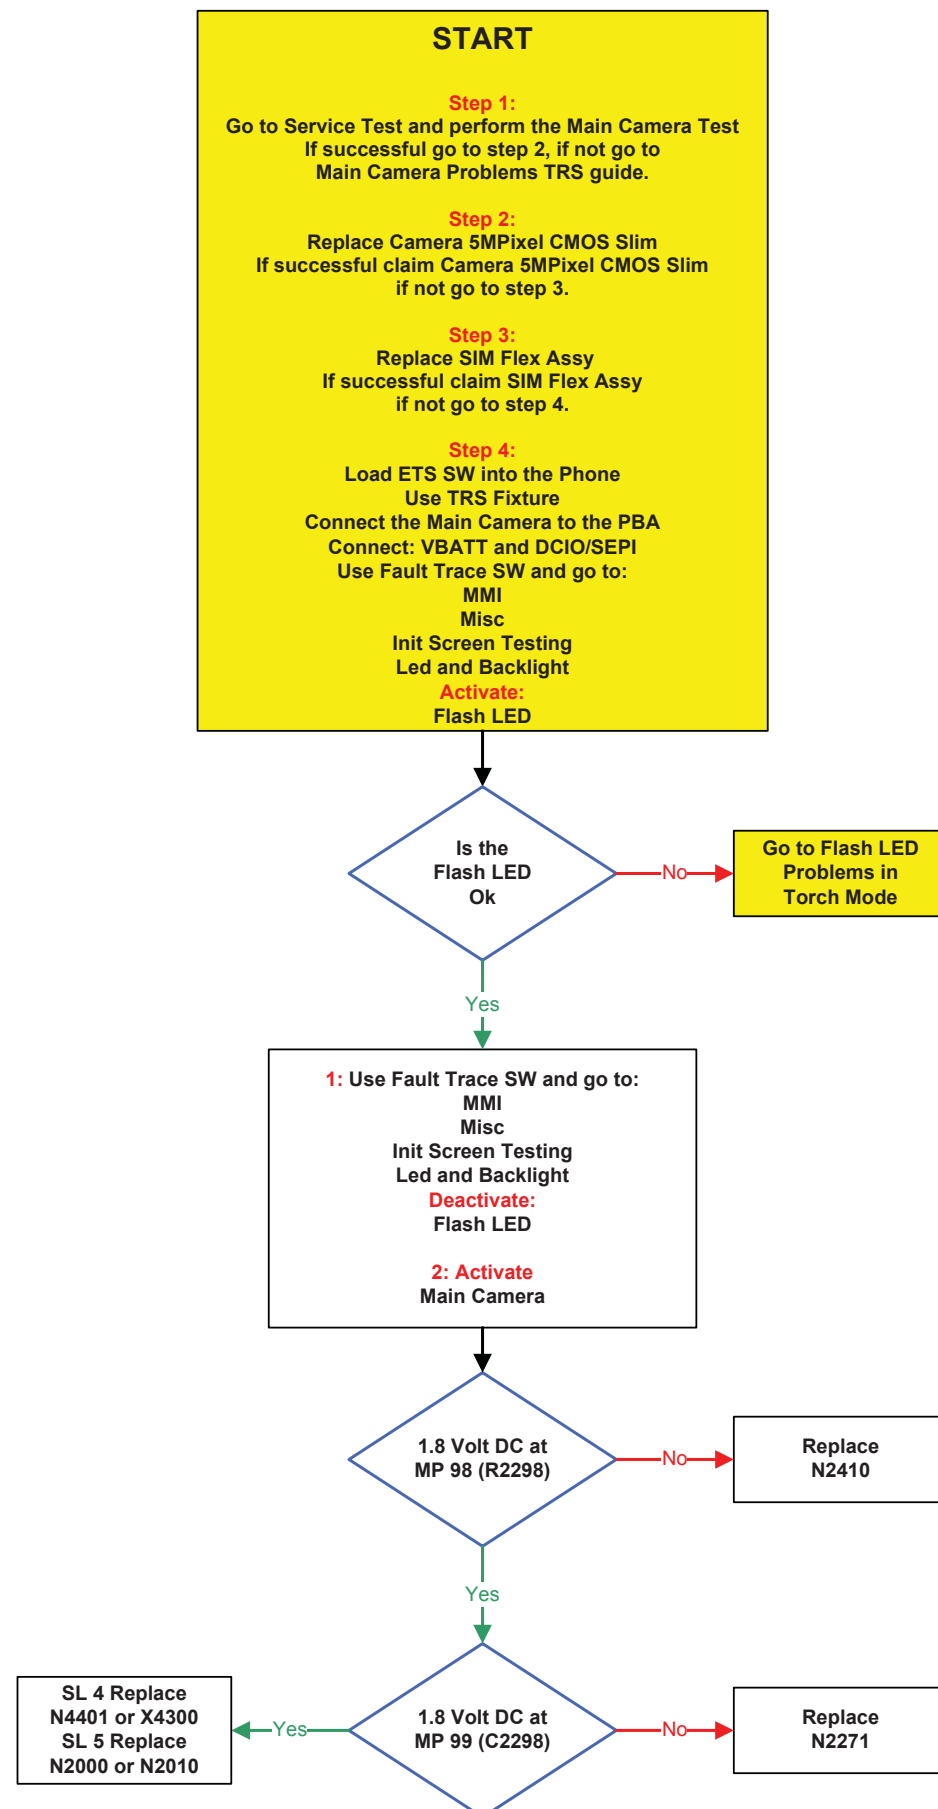 START
Step 1:
Go to Service Test and perform the Main Camera Test
If successful go to step 2, if not go to
Main Camera Problems TRS guide.
Step 2:
Replace Camera 5MPixel CMOS Slim
If successful claim Camera 5MPixel CMOS Slim
if not go to step 3.
Step 3:
Replace SIM Flex Assy
If successful claim SIM Flex Assy
if not go to step 4.
Step 4:
Load ETS SW into the Phone
Use TRS Fixture
Connect the Main Camera to the PBA
Connect: VBATT and DCIO/SEPI
Use Fault Trace SW and go to:
MMI
Misc
Init Screen Testing
Led and Backlight
Activate:
Flash LED
Is the
Flash LED
Ok
No
Go to Flash LED
Problems in
Torch Mode
Yes
1: Use Fault Trace SW and go to:
MMI
Misc
Init Screen Testing
Led and Backlight
Deactivate:
Flash LED
2: Activate
Main Camera
1.8 Volt DC at
MP 98 (R2298)
No
Replace
N2410
Yes
1.8 Volt DC at
MP 99 (C2298)
Yes
SL 4 Replace
N4401 or X4300
SL 5 Replace
N2000 or N2010
No
Replace
N2271